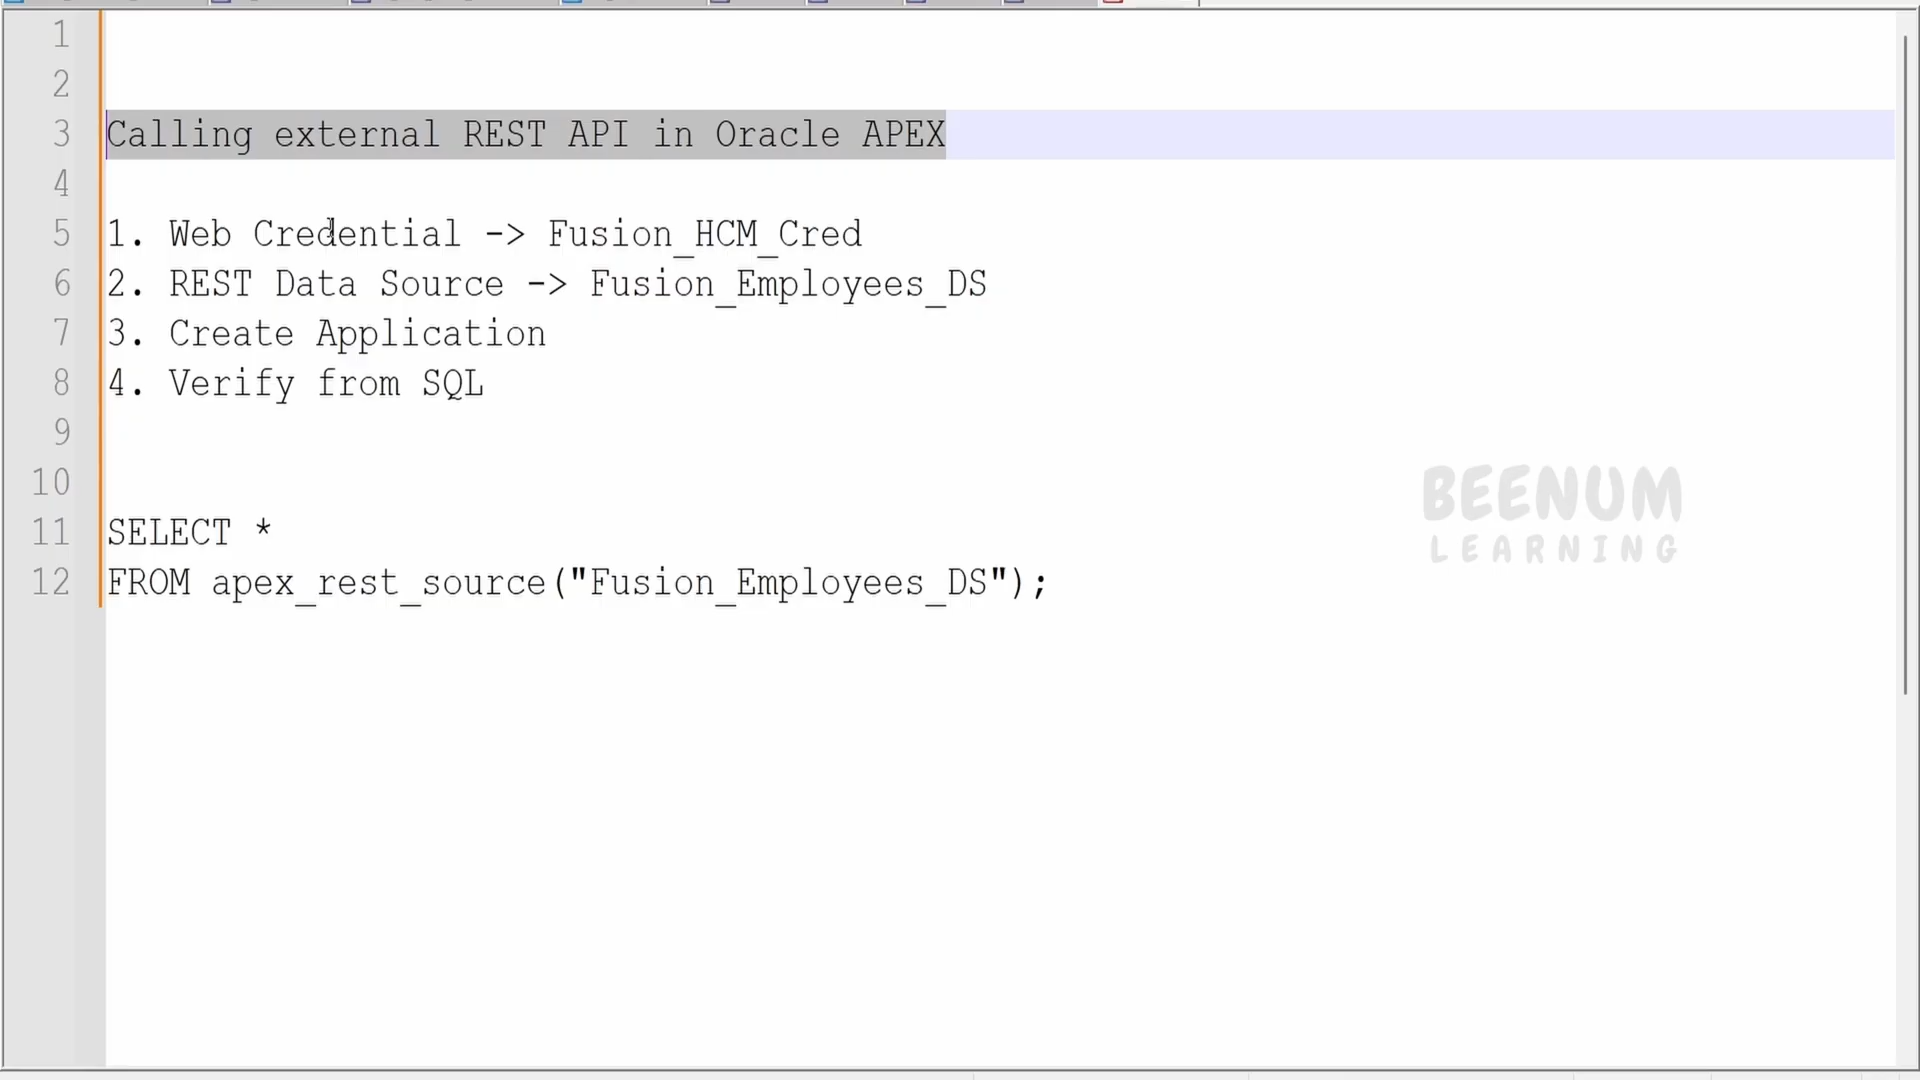 1
2
3 Calling external REST API in Oracle APEX
4
5 1. Web Credential -> Fusion_HCM_Cred
6 2. REST Data Source -> Fusion_Employees_DS
7 3. Create Application
8 4. Verify from SQL
9
10
11 SELECT *
12 FROM apex_rest_source("Fusion_Employees_DS");
BEENUM
LEARNING